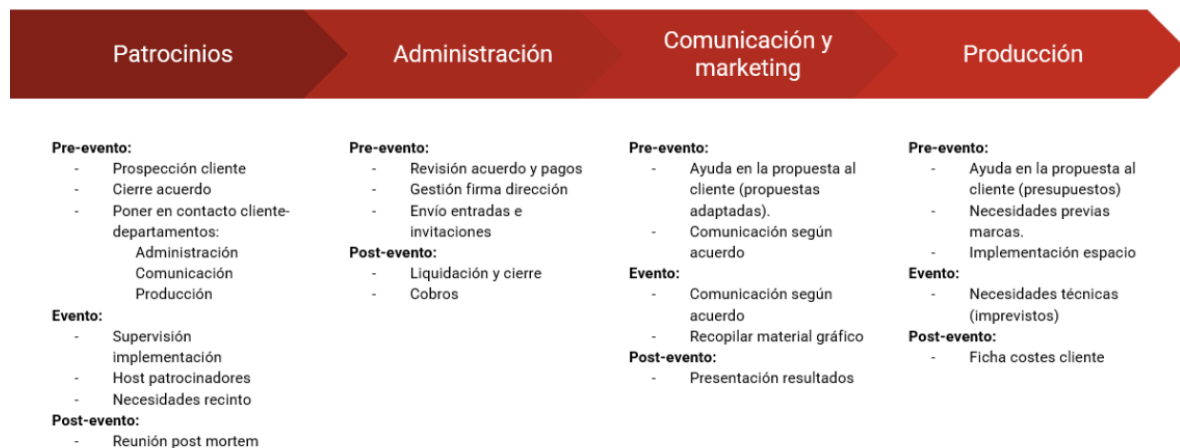 Patrocinios
Administración
Comunicación y
marketing
Producción
Pre-evento:
- Prospección cliente
- Cierre acuerdo
- Poner en contacto cliente-
departamentos:
Administración
Comunicación
Producción
Evento:
- Supervisión
implementación
- Host patrocinadores
- Necesidades recinto
Post-evento:
- Reunión post mortem
Pre-evento:
- Revisión acuerdo y pagos
- Gestión firma dirección
- Envío entradas e
invitaciones
Post-evento:
- Liquidación y cierre
- Cobros
Pre-evento:
- Ayuda en la propuesta al
cliente (propuestas
adaptadas).
- Comunicación según
acuerdo
Evento:
- Comunicación según
acuerdo
- Recopilar material gráfico
Post-evento:
- Presentación resultados
Pre-evento:
- Ayuda en la propuesta al
cliente (presupuestos)
- Necesidades previas
marcas.
- Implementación espacio
Evento:
- Necesidades técnicas
(imprevistos)
Post-evento:
- Ficha costes cliente